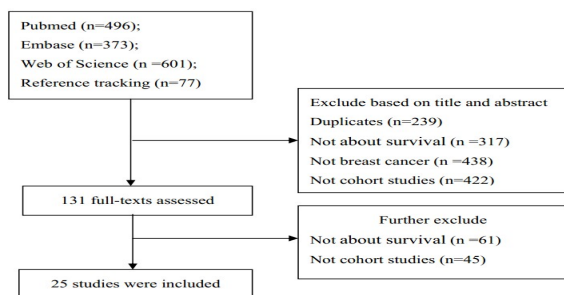 Pubmed (n=496);
Embase (n=373);
Web of Science (n =601);
Reference tracking (n=77)
Exclude based on title and abstract
Duplicates (n=239)
Not about survival (n =317)
Not breast cancer (n =438)
Not cohort studies (n=422)
131 full-texts assessed
Further exclude
Not about survival (n =61)
Not cohort studies (n=45)
25 studies were included